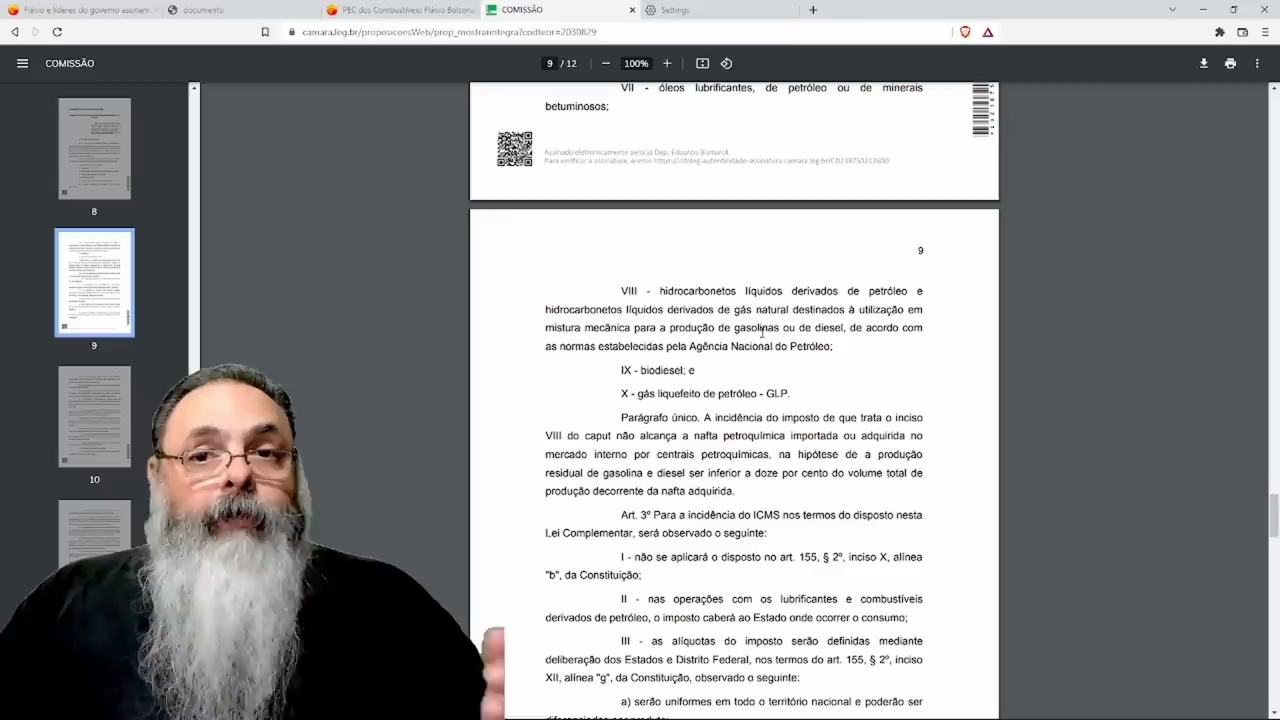 Flávio e líderes do governo assinam
documento
PEC dos Combustíveis: Flávio Bolsona
COMISSÃO
Settings
camara.leg.br/proposicoesWeb/prop_mostrarintegra?codteor=2030829
COMISSÃO
9 / 12
100%
8
9
10
VII - óleos lubrificantes, de petróleo ou de minerais
betuminosos;
Assinado eletronicamente pelo(a) Dep. Eduardo Bismarck
Para verificar a assinatura, acesse https://infoleg-autenticidade-assinatura.camara.leg.br/CD218750212600
9
VIII - hidrocarbonetos líquidos derivados de petróleo e
hidrocarbonetos líquidos derivados de gás natural destinados à utilização em
mistura mecânica para a produção de gasolinas ou de diesel, de acordo com
as normas estabelecidas pela Agência Nacional do Petróleo;
IX - biodiesel; e
X - gás liquefeito de petróleo - GLP.
Parágrafo único. A incidência do imposto de que trata o inciso
VIII do caput não alcança a nafta petroquímica importada ou adquirida no
mercado interno por centrais petroquímicas, na hipótese de a produção
residual de gasolina e diesel ser inferior a doze por cento do volume total de
produção decorrente da nafta adquirida.
Art. 3º Para a incidência do ICMS nos termos do disposto nesta
Lei Complementar, será observado o seguinte:
I - não se aplicará o disposto no art. 155, § 2º, inciso X, alínea
"b", da Constituição;
II - nas operações com os lubrificantes e combustíveis
derivados de petróleo, o imposto caberá ao Estado onde ocorrer o consumo;
III - as alíquotas do imposto serão definidas mediante
deliberação dos Estados e Distrito Federal, nos termos do art. 155, § 2º, inciso
XII, alínea "g", da Constituição, observado o seguinte:
a) serão uniformes em todo o território nacional e poderão ser